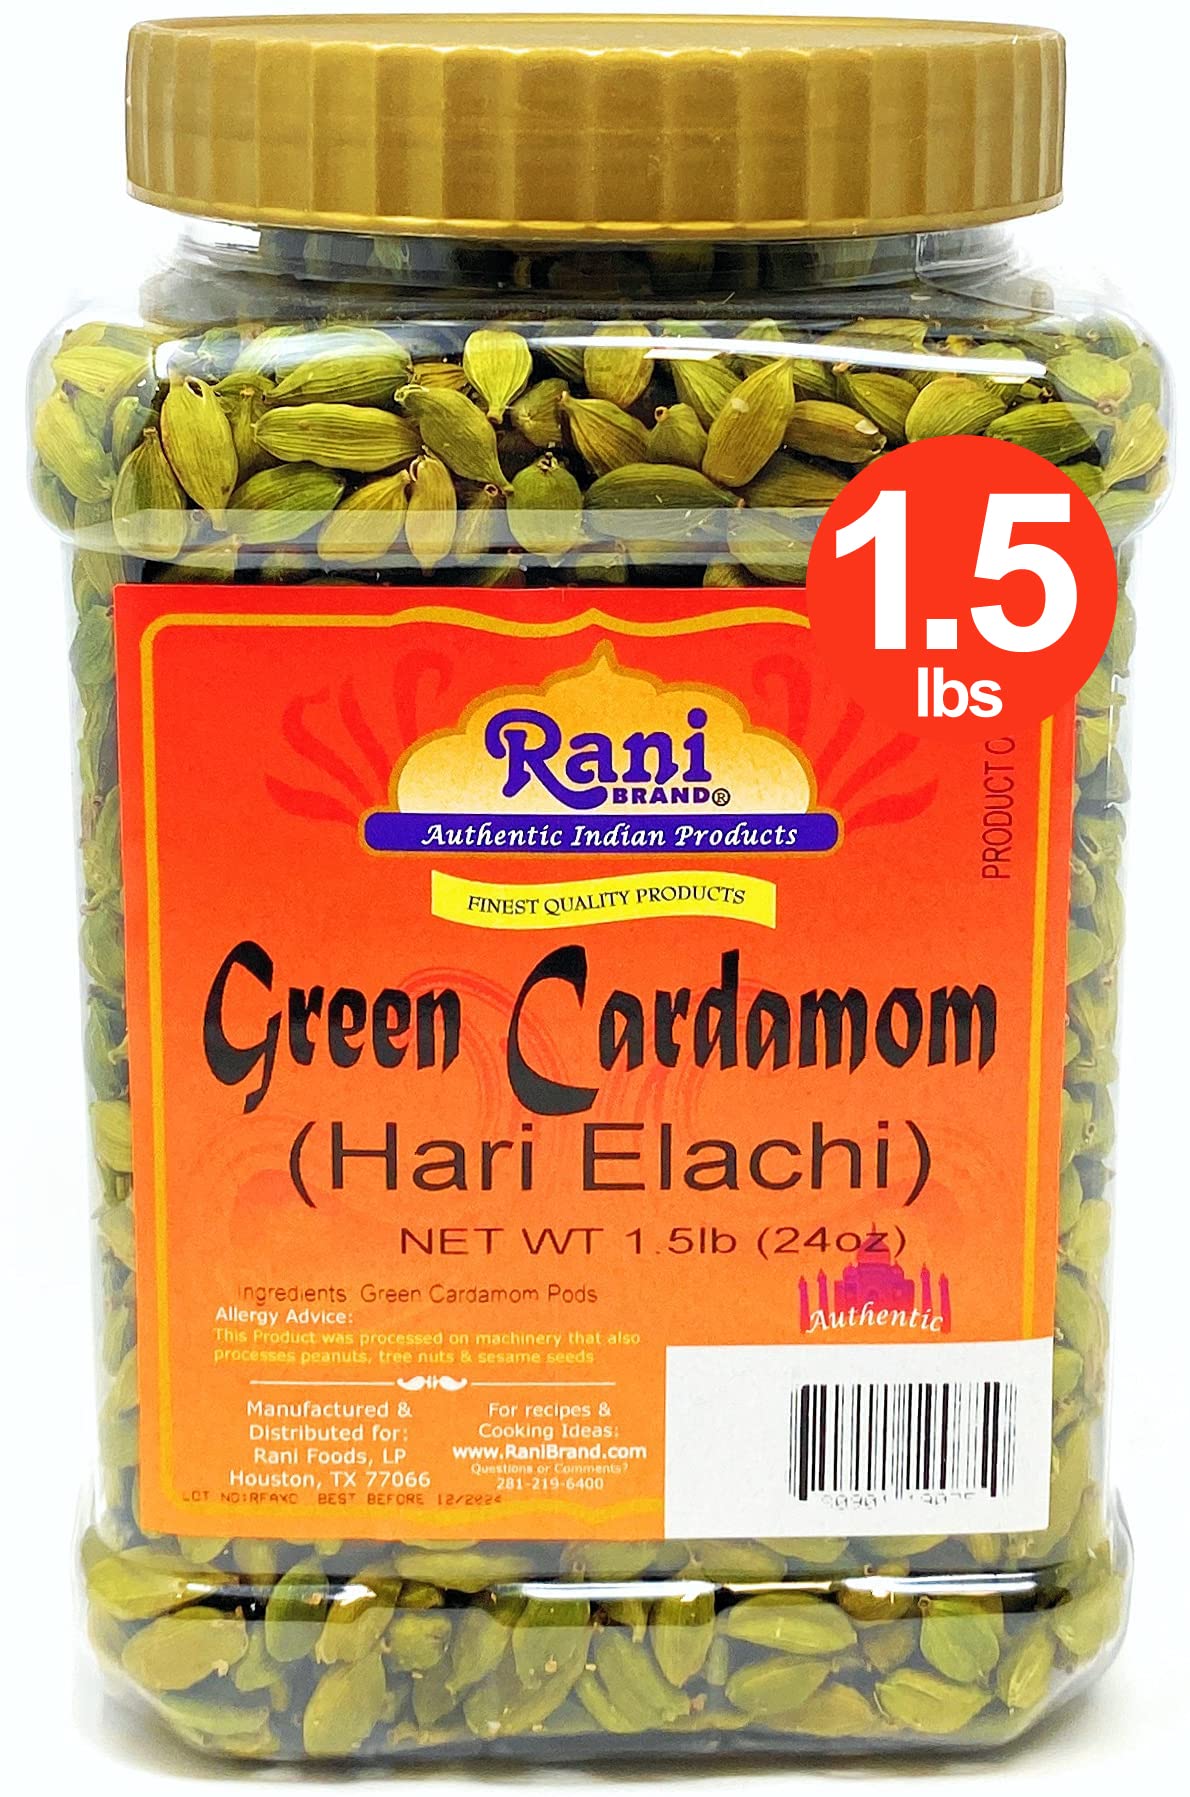 1.5
lbs
Rani
BRAND®
Authentic Indian Products
FINEST QUALITY PRODUCTS
PRODUCT O
Green Cardamom
(Hari Elachi)
NET WT 1.5lb (24oz)
Ingredients: Green Cardamom Pods
Allergy Advice:
This Product was processed on machinery that also
processes peanuts, tree nuts & sesame seeds
Authentic
Manufactured &
Distributed for:
Rani Foods, LP
Houston, TX 77066
For recipes &
Cooking Ideas:
www.RaniBrand.com
Questions or Comments?
281-219-6400
BEST BEFORE 12/2024